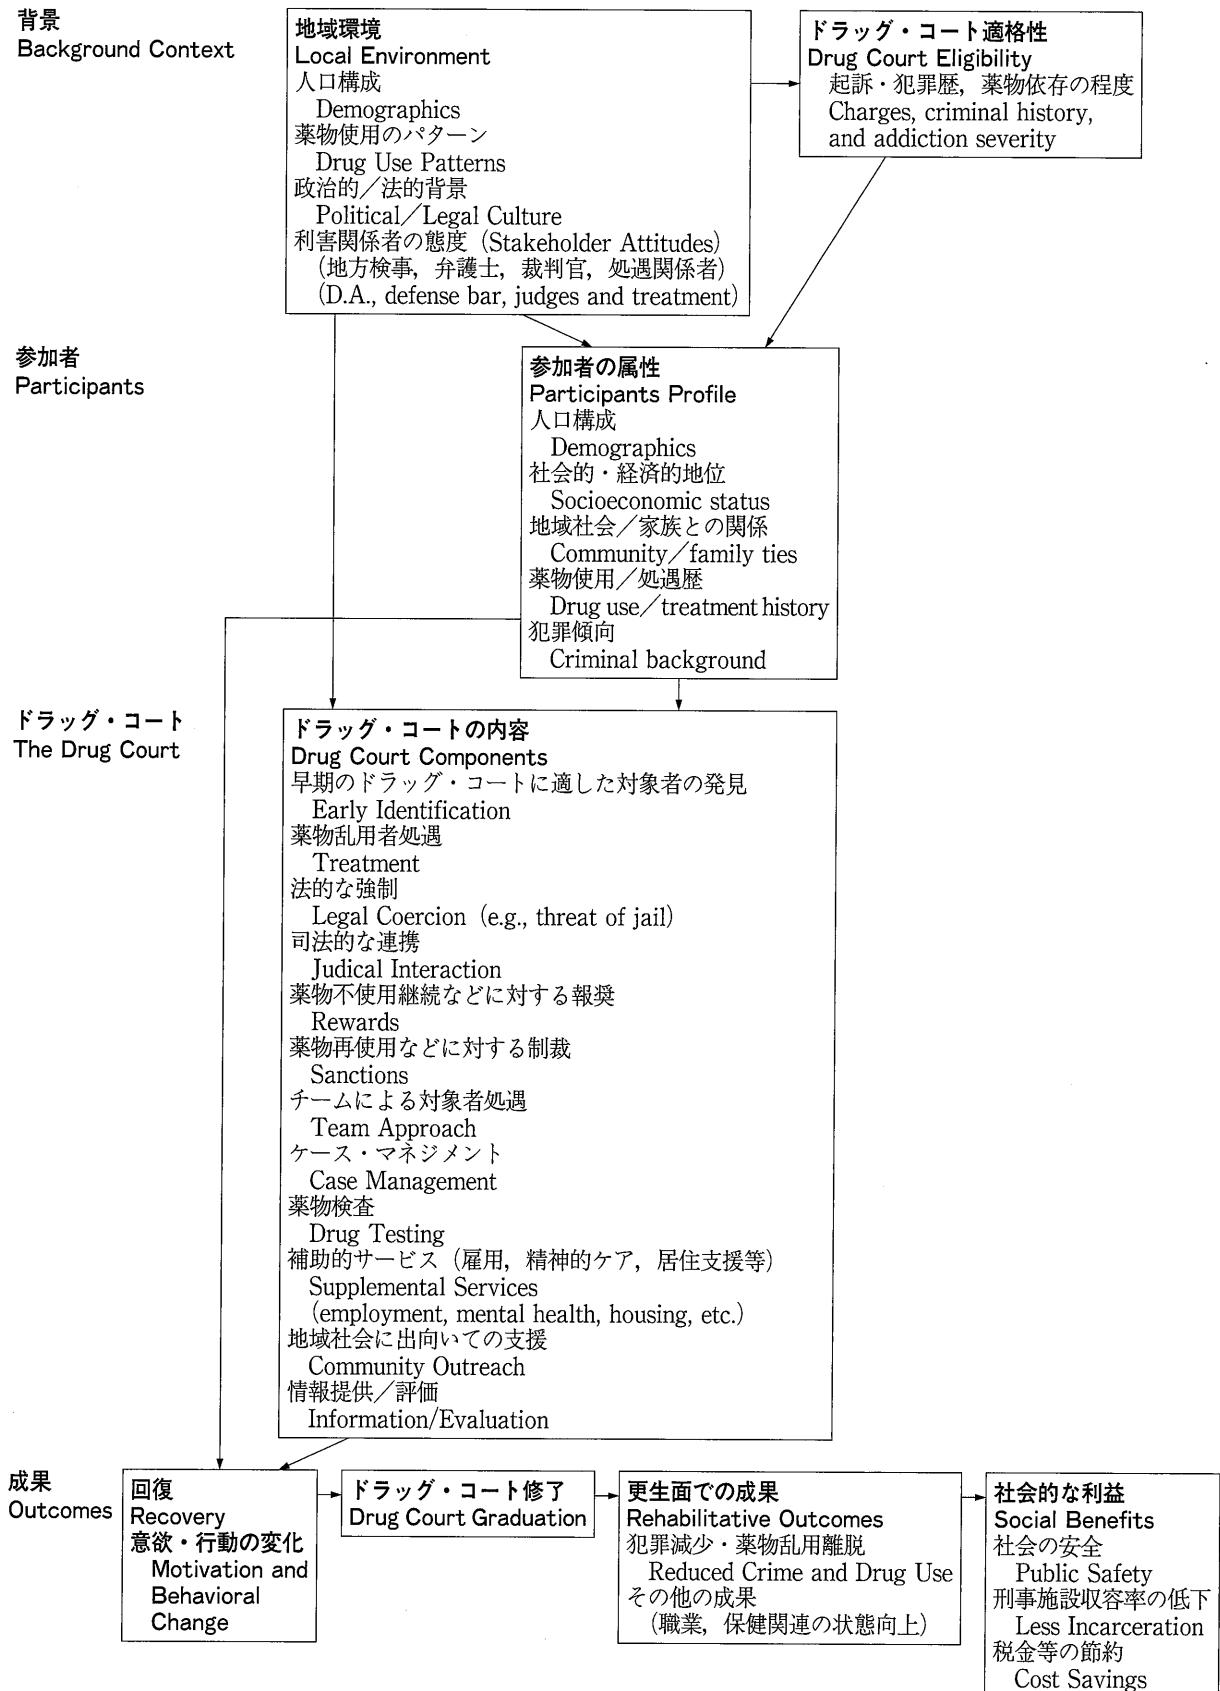 背景
Background Context
地域環境
Local Environment
人口構成
Demographics
薬物使用のパターン
Drug Use Patterns
政治的／法的背景
Political／Legal Culture
利害関係者の態度（Stakeholder Attitudes）
（地方検事，弁護士，裁判官，処遇関係者）
（D.A., defense bar, judges and treatment）
ドラッグ・コート適格性
Drug Court Eligibility
起訴・犯罪歴，薬物依存の程度
Charges, criminal history,
and addiction severity
参加者
Participants
参加者の属性
Participants Profile
人口構成
Demographics
社会的・経済的地位
Socioeconomic status
地域社会／家族との関係
Community／family ties
薬物使用／処遇歴
Drug use／treatment history
犯罪傾向
Criminal background
ドラッグ・コート
The Drug Court
ドラッグ・コートの内容
Drug Court Components
早期のドラッグ・コートに適した対象者の発見
Early Identification
薬物乱用者処遇
Treatment
法的な強制
Legal Coercion（e.g., threat of jail）
司法的な連携
Judical Interaction
薬物不使用継続などに対する報奨
Rewards
薬物再使用などに対する制裁
Sanctions
チームによる対象者処遇
Team Approach
ケース・マネジメント
Case Management
薬物検査
Drug Testing
補助的サービス（雇用，精神的ケア，居住支援等）
Supplemental Services
（employment, mental health, housing, etc.）
地域社会に出向いての支援
Community Outreach
情報提供／評価
Information/Evaluation
成果
Outcomes
回復
Recovery
意欲・行動の変化
Motivation and
Behavioral
Change
ドラッグ・コート修了
Drug Court Graduation
更生面での成果
Rehabilitative Outcomes
犯罪減少・薬物乱用離脱
Reduced Crime and Drug Use
その他の成果
（職業，保健関連の状態向上）
社会的な利益
Social Benefits
社会の安全
Public Safety
刑事施設収容率の低下
Less Incarceration
税金等の節約
Cost Savings